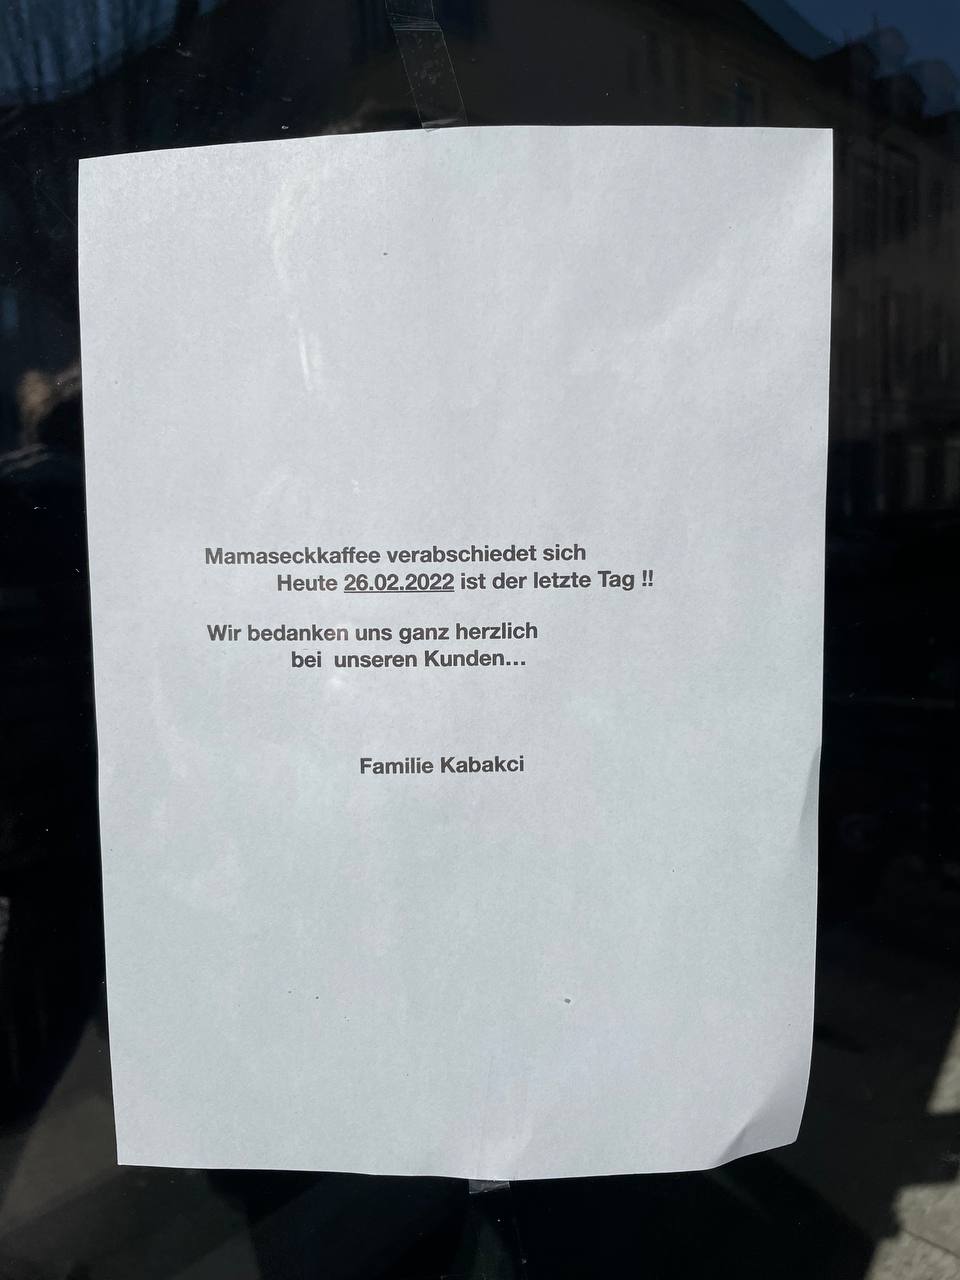 Mamaseckkaffee verabschiedet sich
Heute 26.02.2022 ist der letzte Tag !!
Wir bedanken uns ganz herzlich
bei unseren Kunden...
Familie Kabakci